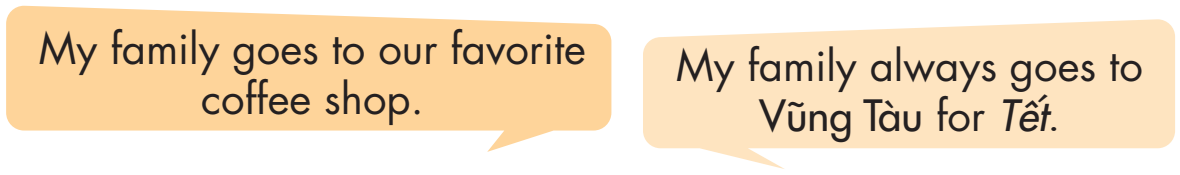 My family goes to our favorite
coffee shop.
My family always goes to
Vũng Tàu for Tết.